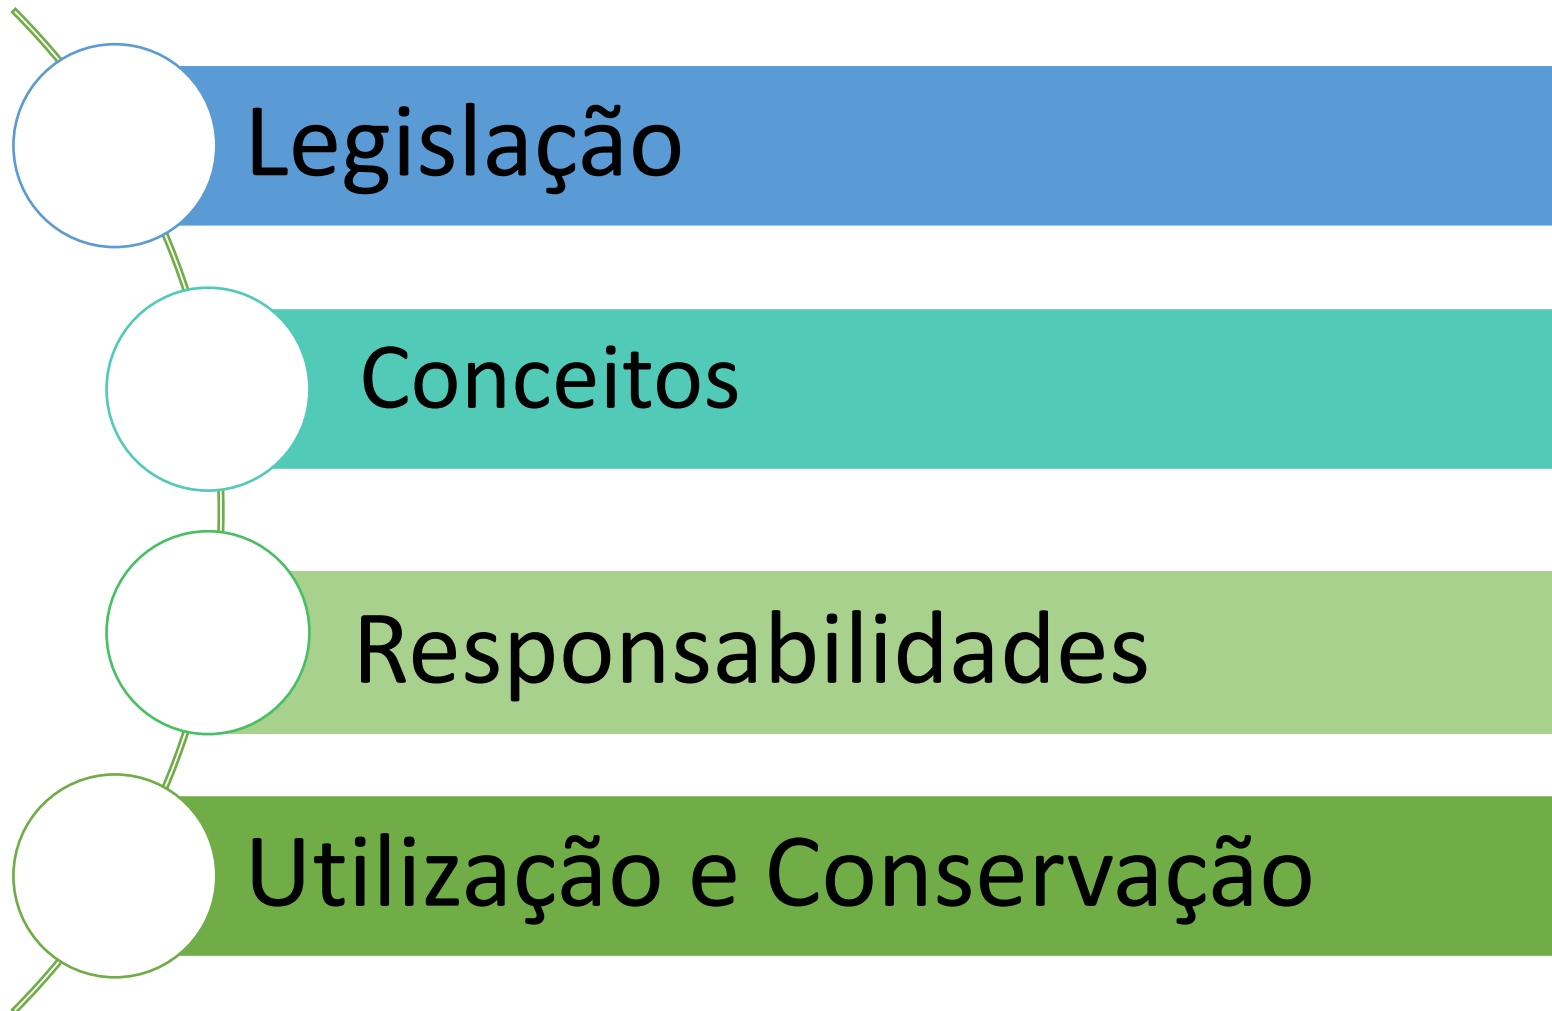 Legislação
Conceitos
Responsabilidades
Utilização e Conservação